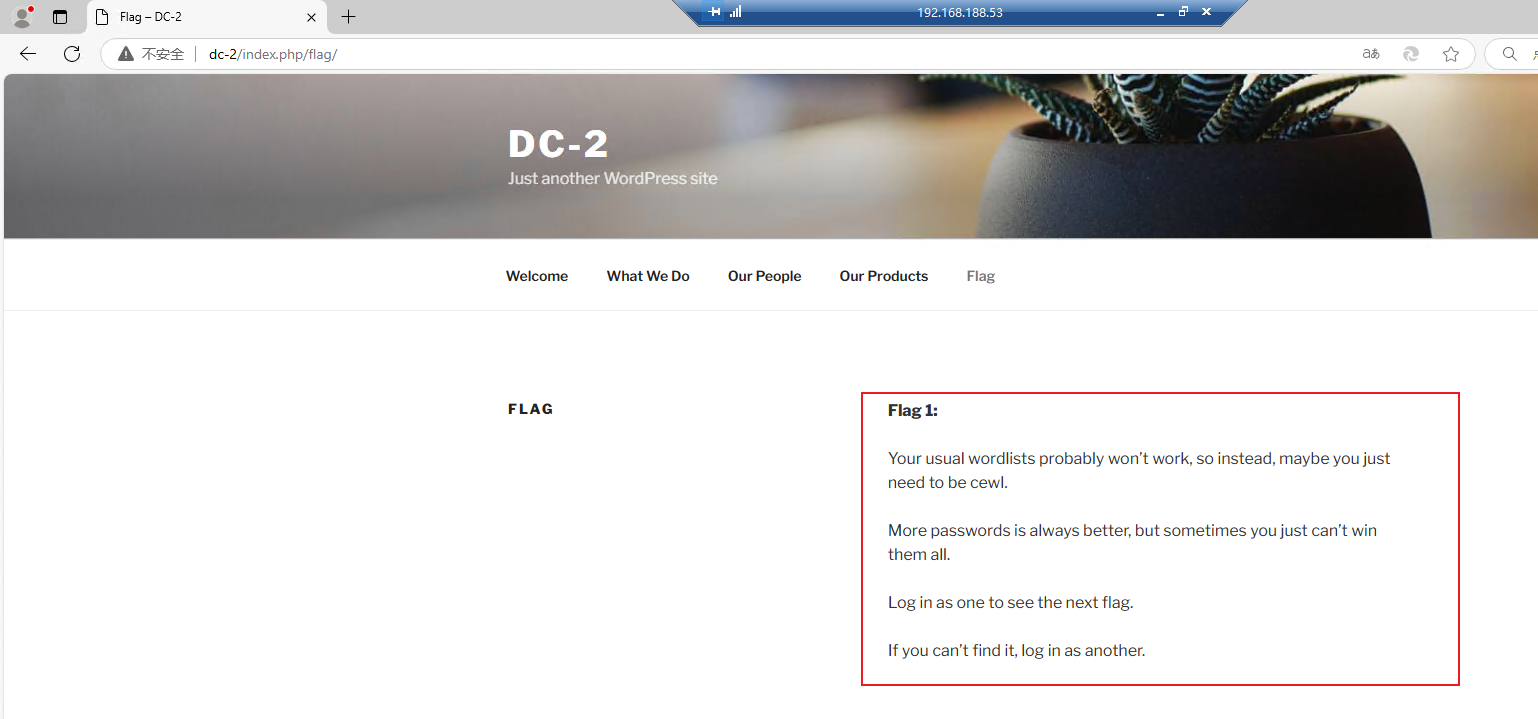 Flag – DC-2
192.168.188.53
不安全
dc-2/index.php/flag/
aあ
DC-2
Just another WordPress site
Welcome
What We Do
Our People
Our Products
Flag
FLAG
Flag 1:
Your usual wordlists probably won’t work, so instead, maybe you just
need to be cewl.
More passwords is always better, but sometimes you just can’t win
them all.
Log in as one to see the next flag.
If you can’t find it, log in as another.